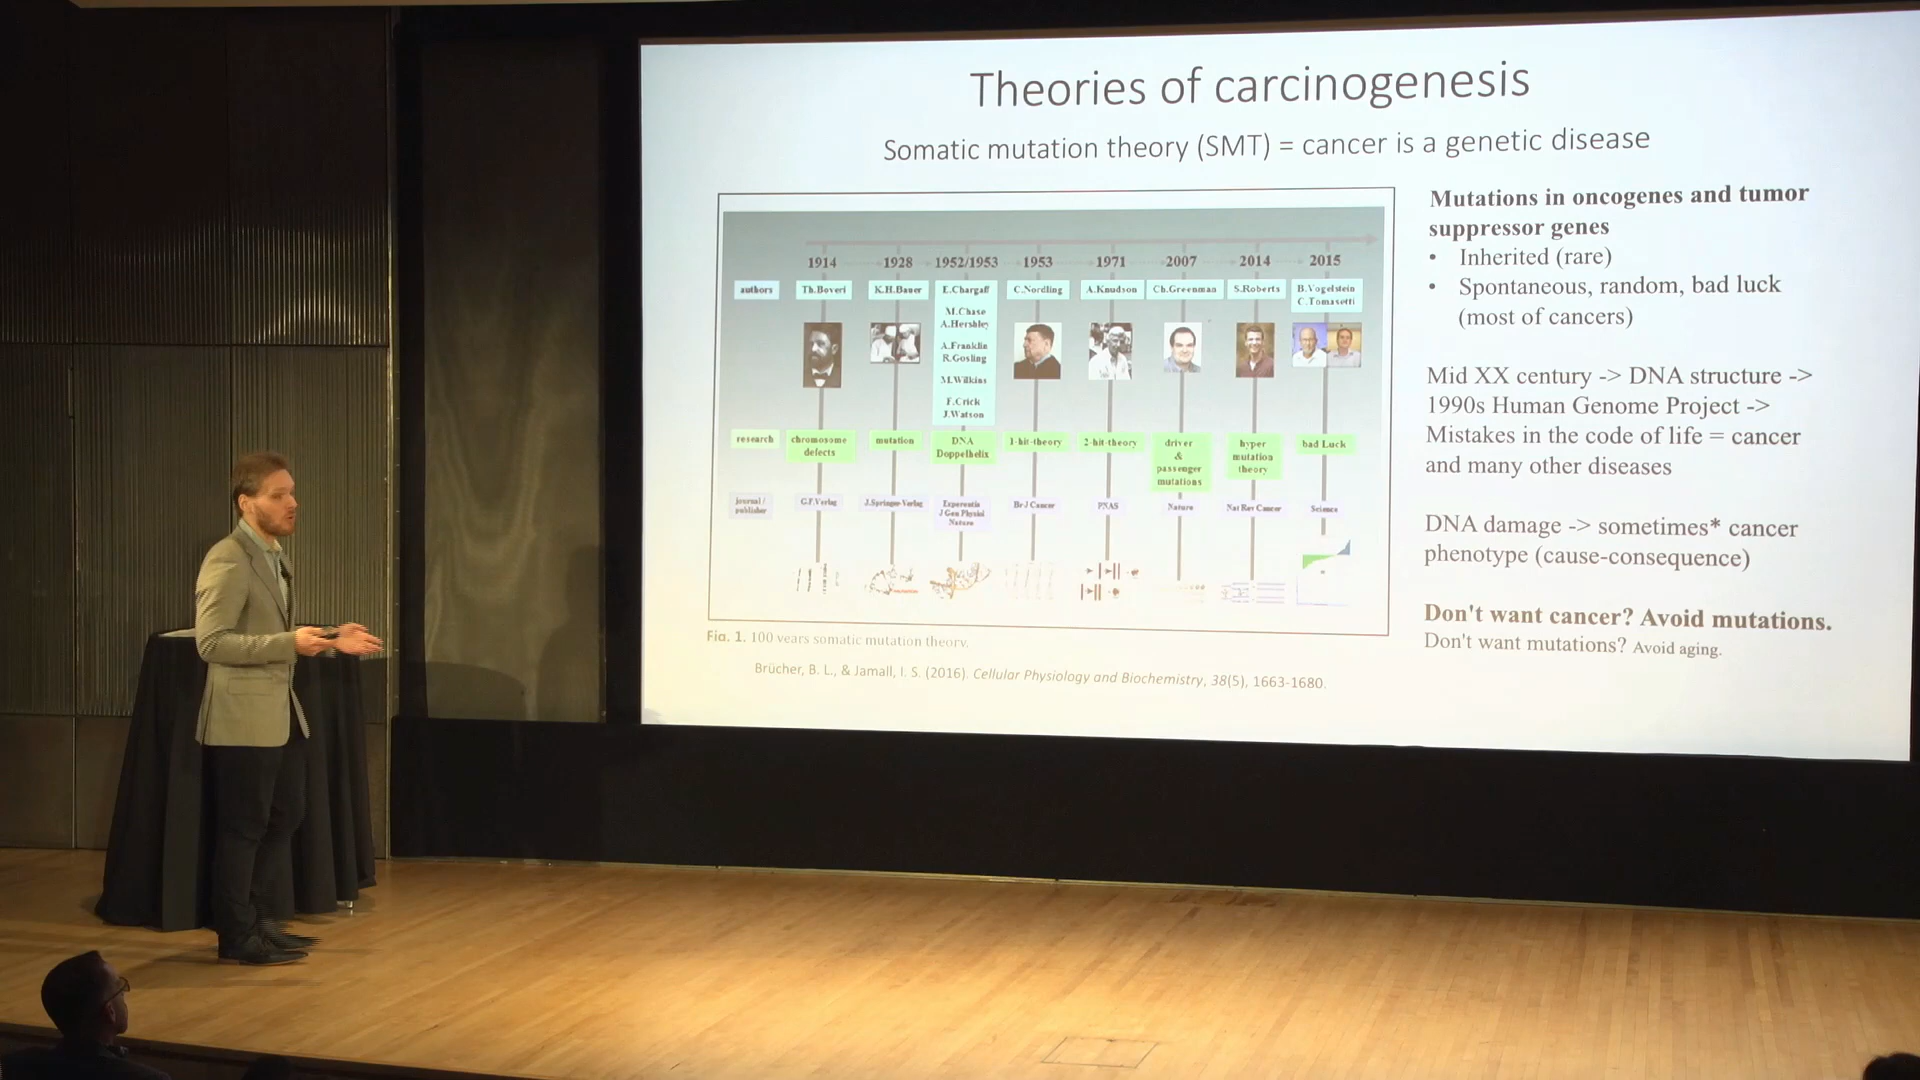 Theories of carcinogenesis
Somatic mutation theory (SMT) = cancer is a genetic disease
1914 1928 1952/1953 1953 1971 2007 2014 2015
authors Th.Boveri K.H.Bauer E.Chargaff C.Nordling A.Knudson Ch.Greenman S.Roberts B.Vogelstein
C.Tomasetti
M.Chase
A.Hershley
A.Franklin
R.Gosling
M.Wilkins
F.Crick
J.Watson
research chromosome mutation DNA 1-hit-theory 2-hit-theory driver hyper bad Luck
defects Doppelhelix & mutation
passenger theory
mutations
journal / G.F.Verlag J.Springer-Verlag Experentia Br J Cancer PNAS Nature Nat Rev Cancer Science
publisher J Gen Physiol
Nature
Fig. 1. 100 years somatic mutation theory.
Brücher, B. L., & Jamall, I. S. (2016). Cellular Physiology and Biochemistry, 38(5), 1663-1680.
Mutations in oncogenes and tumor
suppressor genes
• Inherited (rare)
• Spontaneous, random, bad luck
(most of cancers)
Mid XX century -> DNA structure ->
1990s Human Genome Project ->
Mistakes in the code of life = cancer
and many other diseases
DNA damage -> sometimes* cancer
phenotype (cause-consequence)
Don't want cancer? Avoid mutations.
Don't want mutations? Avoid aging.